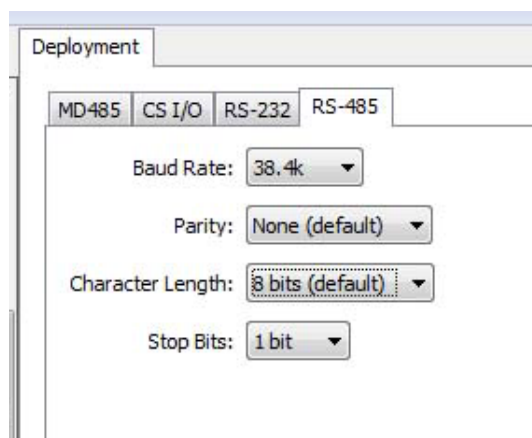 Deployment
MD485 CS I/O RS-232 RS-485
Baud Rate: 38.4k
Parity: None (default)
Character Length: 8 bits (default)
Stop Bits: 1 bit